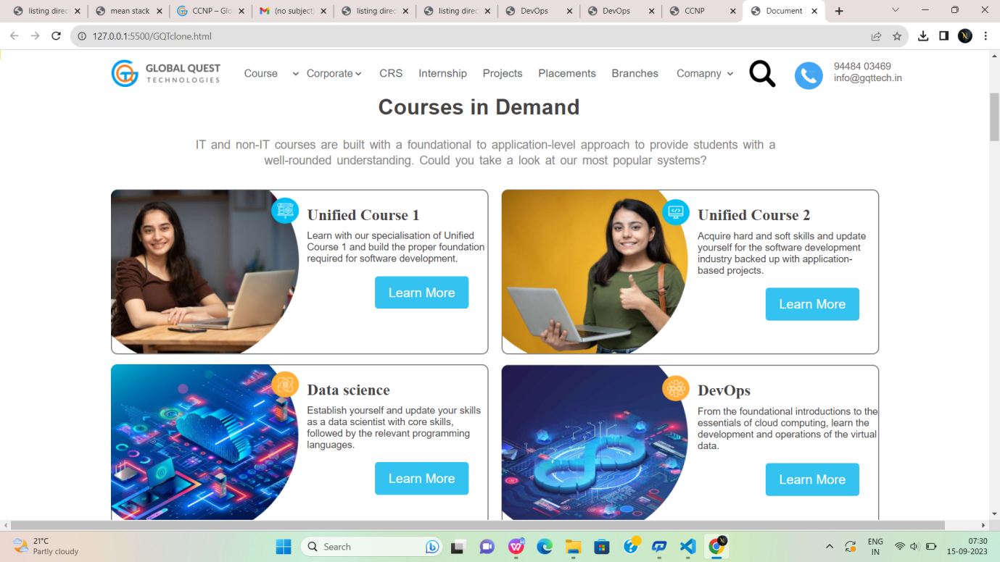 listing direc
mean stack
CCNP – Glo
(no subject)
listing direc
listing direc
DevOps
DevOps
CCNP
Document
127.0.0.1:5500/GQTclone.html
GLOBAL QUEST
TECHNOLOGIES
Course
Corporate
CRS
Internship
Projects
Placements
Branches
Comapny
94484 03469
info@gqttech.in
Courses in Demand
IT and non-IT courses are built with a foundational to application-level approach to provide students with a
well-rounded understanding. Could you take a look at our most popular systems?
Unified Course 1
Learn with our specialisation of Unified
Course 1 and build the proper foundation
required for software development.
Learn More
Unified Course 2
Acquire hard and soft skills and update
yourself for the software development
industry backed up with application-
based projects.
Learn More
Data science
Establish yourself and update your skills
as a data scientist with core skills,
followed by the relevant programming
languages.
Learn More
DevOps
From the foundational introductions to the
essentials of cloud computing, learn the
development and operations of the virtual
data.
Learn More
21°C
Partly cloudy
Search
ENG
IN
07:30
15-09-2023